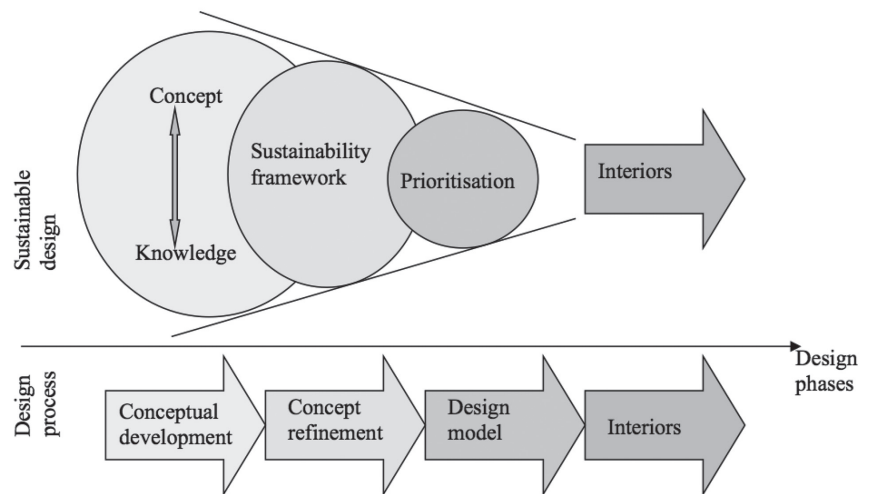 Concept
Knowledge
Sustainability
framework
Prioritisation
Interiors
Sustainable
design
Design
phases
Design
process
Conceptual
development
Concept
refinement
Design
model
Interiors